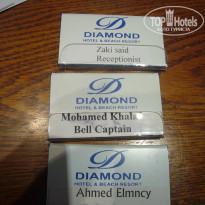 TopHotels
DIAMOND
HOTEL & BEACH RESORT
Zaki said
Receptionist
DIAMOND
HOTEL & BEACH RESORT
Mohamed Khalaf
Bell Captain
DIAMOND
HOTEL & BEACH RESORT
Ahmed Elmncy